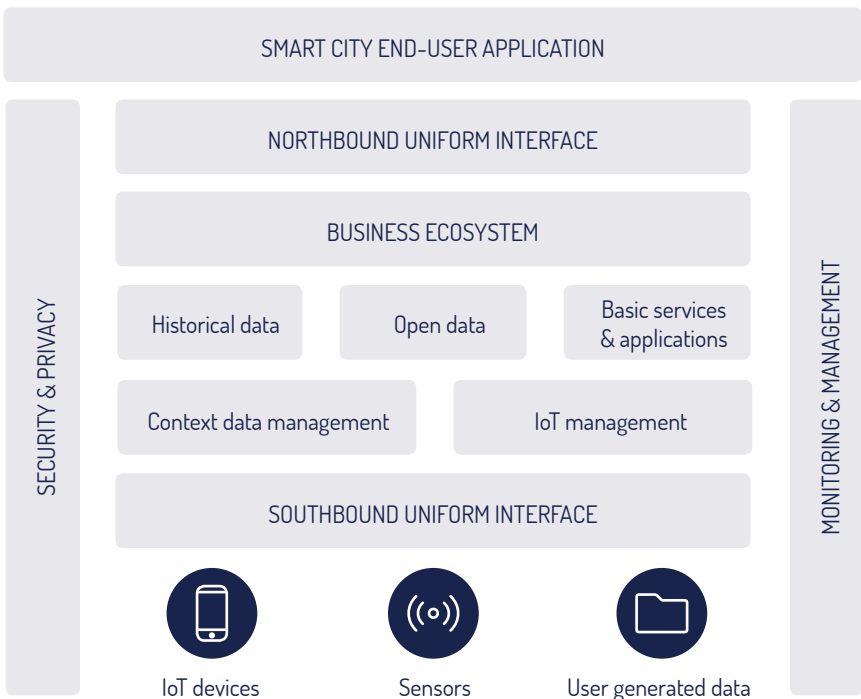 SMART CITY END-USER APPLICATION
SECURITY & PRIVACY
NORTHBOUND UNIFORM INTERFACE
BUSINESS ECOSYSTEM
Historical data
Open data
Basic services
& applications
Context data management
IoT management
SOUTHBOUND UNIFORM INTERFACE
IoT devices
Sensors
User generated data
MONITORING & MANAGEMENT